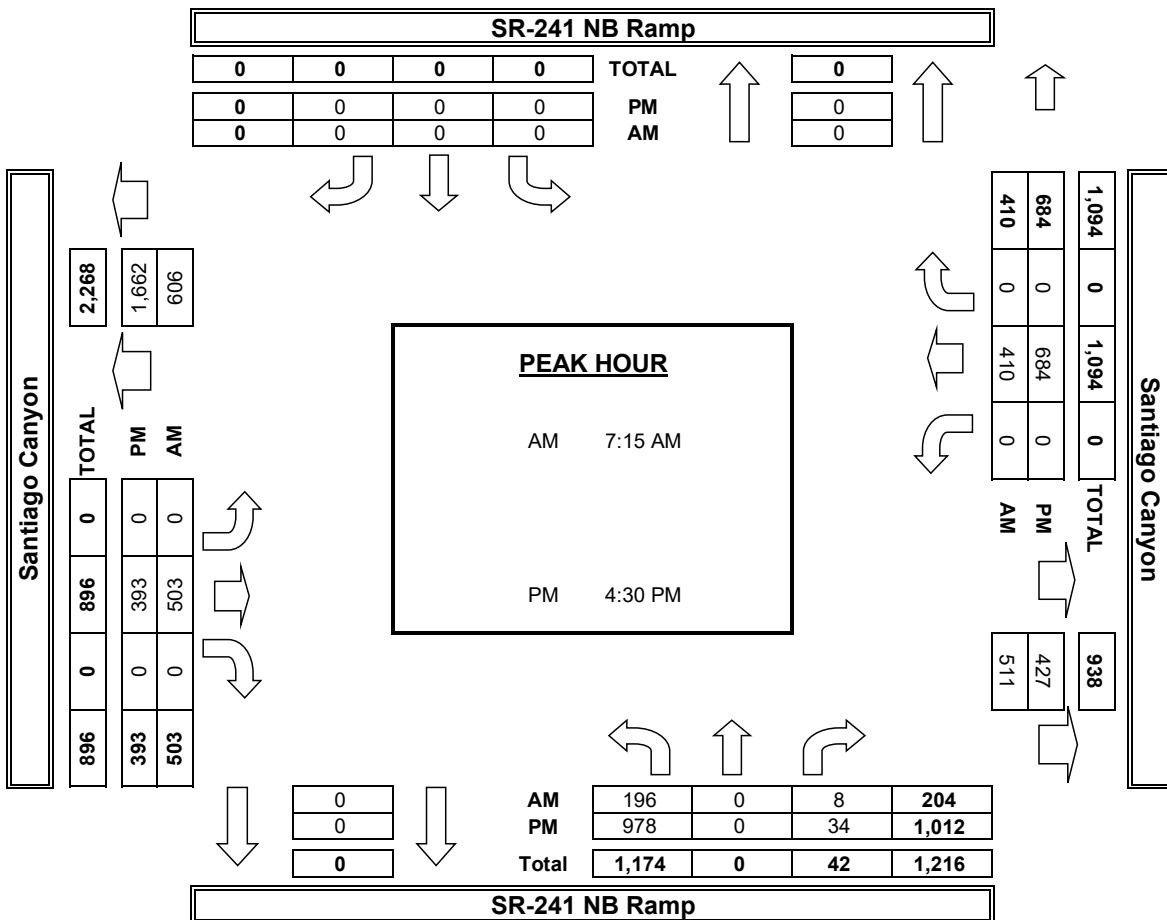 SR-241 NB Ramp
0 0 0 0 TOTAL 0
0 0 0 0 PM 0
0 0 0 0 AM 0
Santiago Canyon
2,268 1,662 606
TOTAL PM AM
0 0 0
896 393 503
0 0 0
896 393 503
PEAK HOUR
AM 7:15 AM
PM 4:30 PM
410 684 1,094
0 0 0
410 684 1,094
0 0 0
AM PM TOTAL
511 427 938
Santiago Canyon
0 AM 196 0 8 204
0 PM 978 0 34 1,012
0 Total 1,174 0 42 1,216
SR-241 NB Ramp